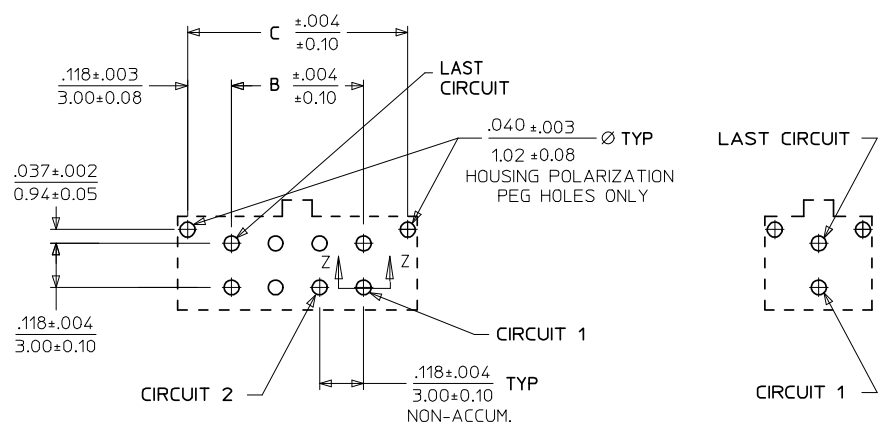 C ±.004
±0.10
.118±.003
3.00±0.08
B ±.004
±0.10
LAST
CIRCUIT
.040 ±.003
1.02 ±0.08
Ø TYP
HOUSING POLARIZATION
PEG HOLES ONLY
LAST CIRCUIT
.037±.002
0.94±0.05
Z
Z
.118±.004
3.00±0.10
CIRCUIT 1
CIRCUIT 2
.118±.004
3.00±0.10
TYP
NON-ACCUM.
CIRCUIT 1